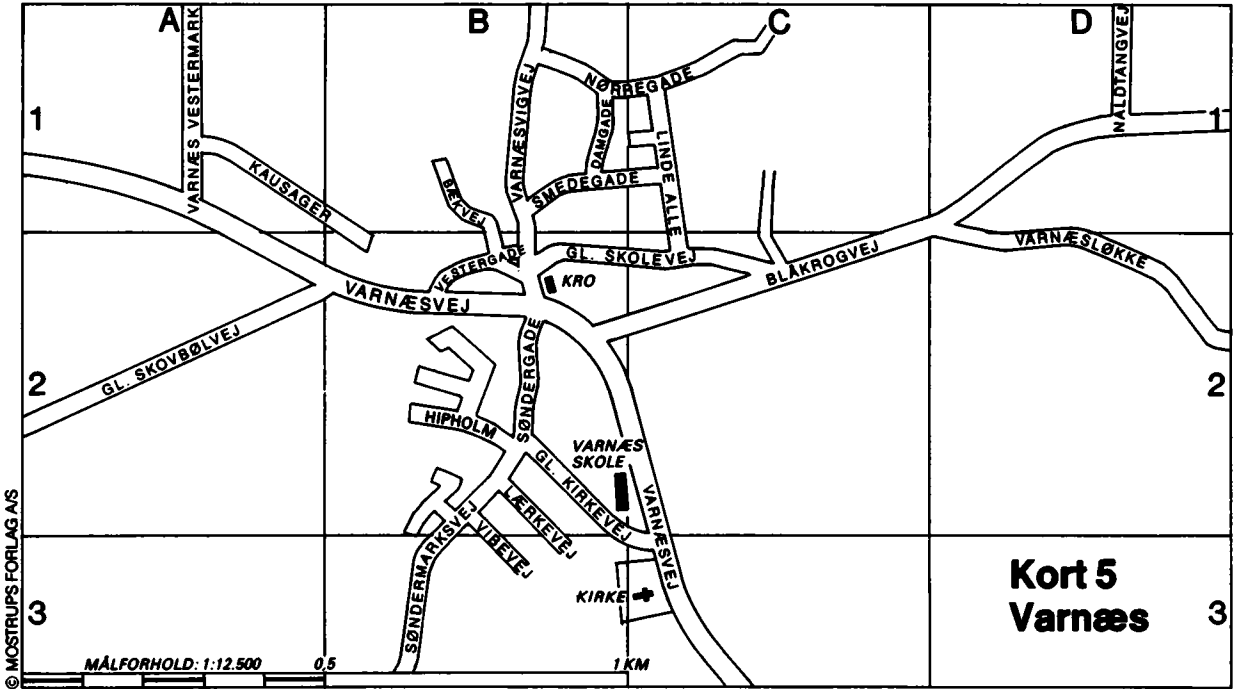 A
B
C
D
VARNÆS VESTERMARK
VARNÆSVIGVEJ
NØRREGADE
NALDTANGVEJ
1
1
DAMGADE
LINDE ALLE
KAUSAGER
BÆKVEJ
SMEDEGADE
VESTERGADE
GL. SKOLEVEJ
BLÅKROGVEJ
VARNÆSLØKKE
KRO
VARNÆSVEJ
GL. SKOVBØLVEJ
SØNDERGADE
2
2
HIPHOLM
VARNÆS
SKOLE
GL. KIRKEVEJ
VARNÆSVEJ
LÆRKEVEJ
VIBEVEJ
SØNDERMARKSVEJ
KIRKE
Kort 5
Varnæs
3
3
MÅLFORHOLD: 1:12.500
0,5
1 KM
© MOSTRUPS FORLAG A/S